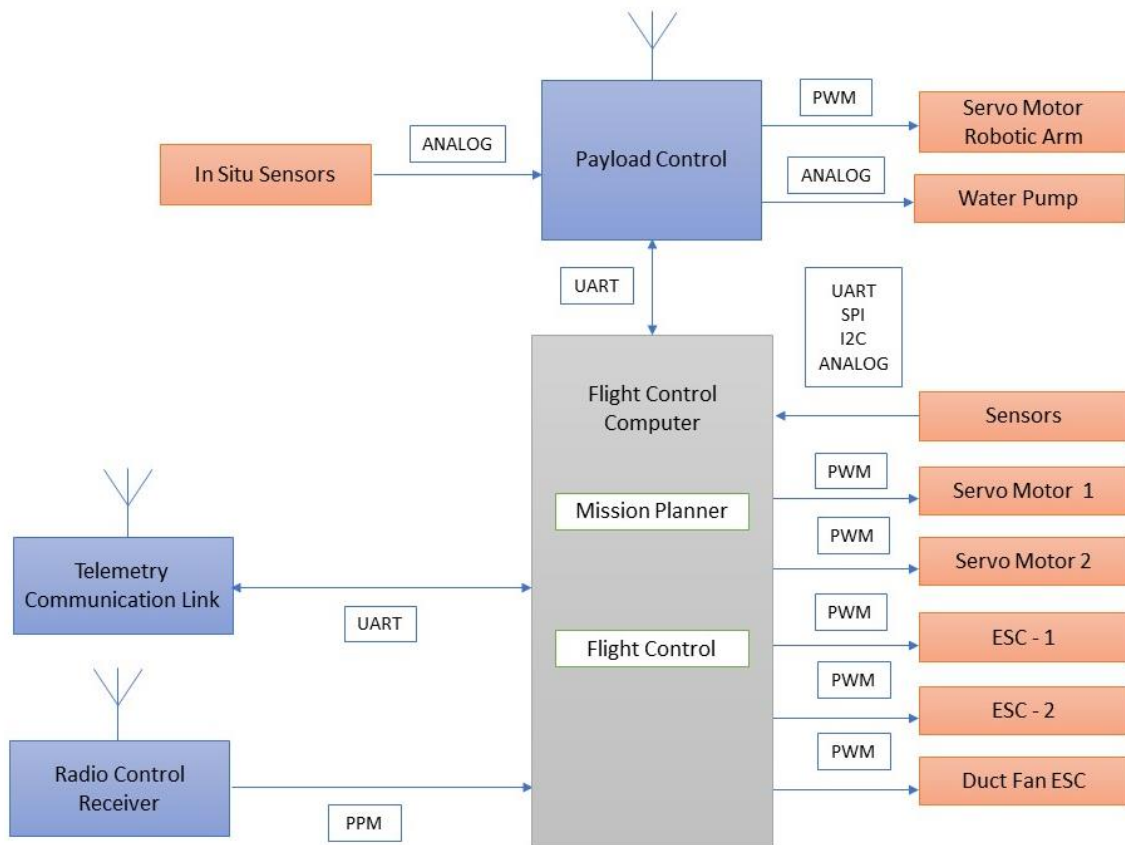 PWM
Servo Motor
Robotic Arm
ANALOG
Payload Control
In Situ Sensors
ANALOG
Water Pump
UART
UART
SPI
I2C
ANALOG
Flight Control
Computer
Sensors
PWM
Servo Motor 1
Mission Planner
PWM
Servo Motor 2
Telemetry
Communication Link
UART
PWM
ESC - 1
Flight Control
PWM
ESC - 2
PWM
Radio Control
Receiver
Duct Fan ESC
PPM